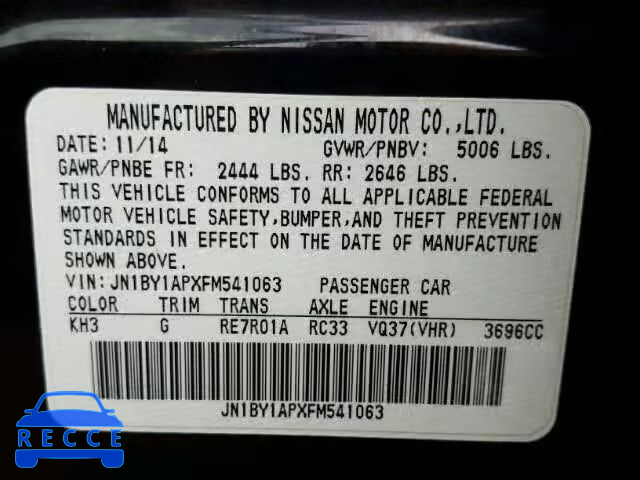 MANUFACTURED BY NISSAN MOTOR CO.,LTD.
DATE: 11/14 GVWR/PNBV: 5006 LBS.
GAWR/PNBE FR: 2444 LBS. RR: 2646 LBS.
THIS VEHICLE CONFORMS TO ALL APPLICABLE FEDERAL
MOTOR VEHICLE SAFETY,BUMPER,AND THEFT PREVENTION
STANDARDS IN EFFECT ON THE DATE OF MANUFACTURE
SHOWN ABOVE.
VIN:JN1BY1APXFM541063 PASSENGER CAR
COLOR TRIM TRANS AXLE ENGINE
KH3 G RE7R01A RC33 VQ37(VHR) 3696CC
JN1BY1APXFM541063
RECCE